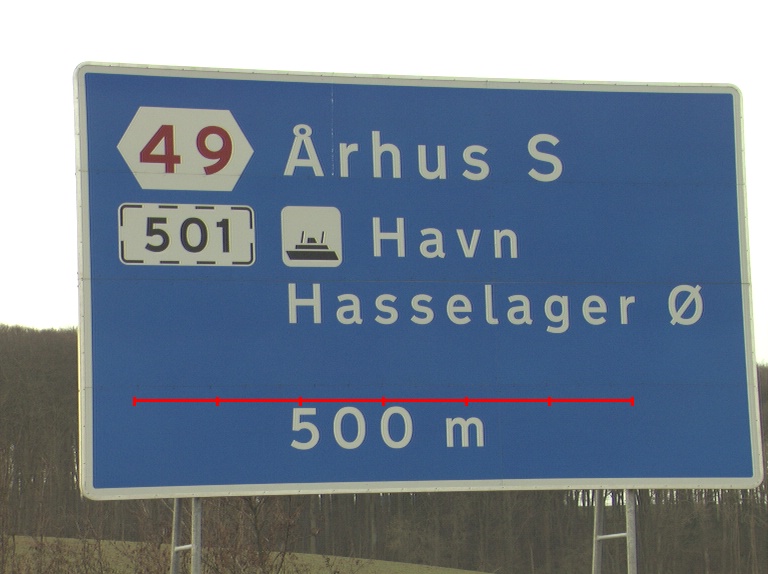 49 Århus S
501 Havn
Hasselager Ø
500 m